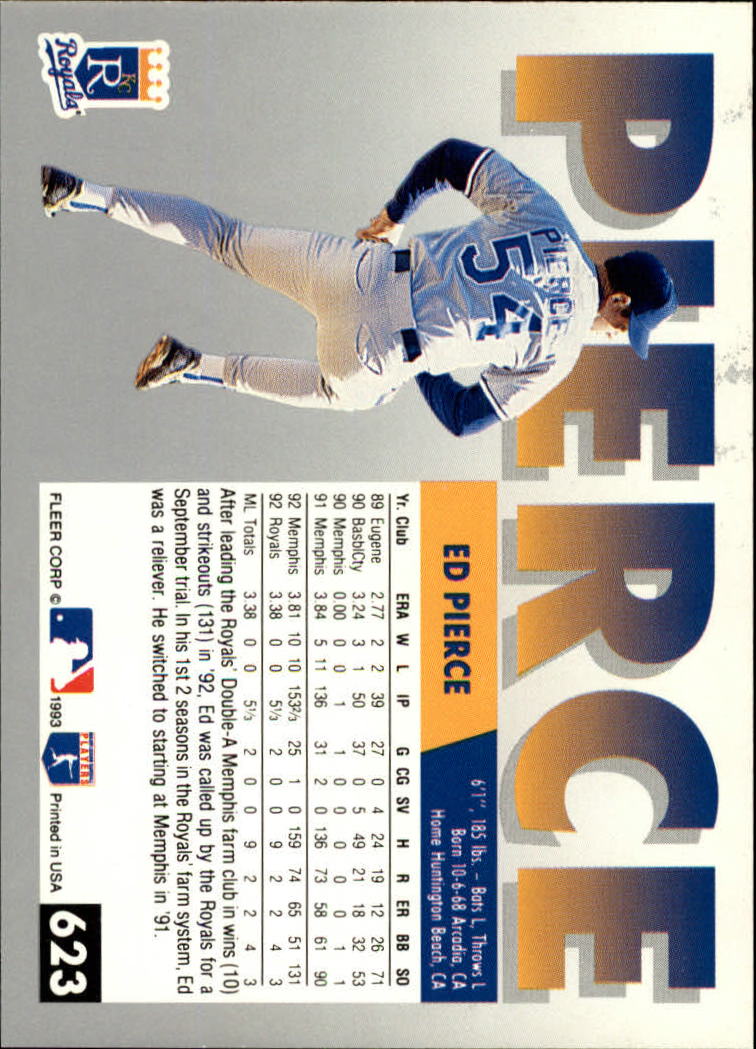 PIERCE
KC
R
Royals
PIERCE
54
ED PIERCE
6'1", 185 lbs. – Bats L, Throws L
Born 10-6-68 Arcadia, CA
Home Huntington Beach, CA
Yr. Club ERA W L IP G CG SV H R ER BB SO
89 Eugene 2.77 2 2 39 27 0 4 24 19 12 26 71
90 BasblCty 3.24 3 1 50 37 0 5 49 21 18 32 53
90 Memphis 0.00 0 0 1 1 0 0 0 0 0 1 1
91 Memphis 3.84 5 11 136 31 2 0 136 73 58 61 90
92 Memphis 3.81 10 10 153⅔ 25 1 0 159 74 65 51 131
92 Royals 3.38 0 0 5⅓ 2 0 0 9 2 2 4 3
ML Totals 3.38 0 0 5⅓ 2 0 0 9 2 2 4 3
After leading the Royals' Double-A Memphis farm club in wins (10)
and strikeouts (131) in '92, Ed was called up by the Royals for a
September trial. In his 1st 2 seasons in the Royals' farm system, Ed
was a reliever. He switched to starting at Memphis in '91.
FLEER CORP © 1993 PLAYERS Printed in USA 623